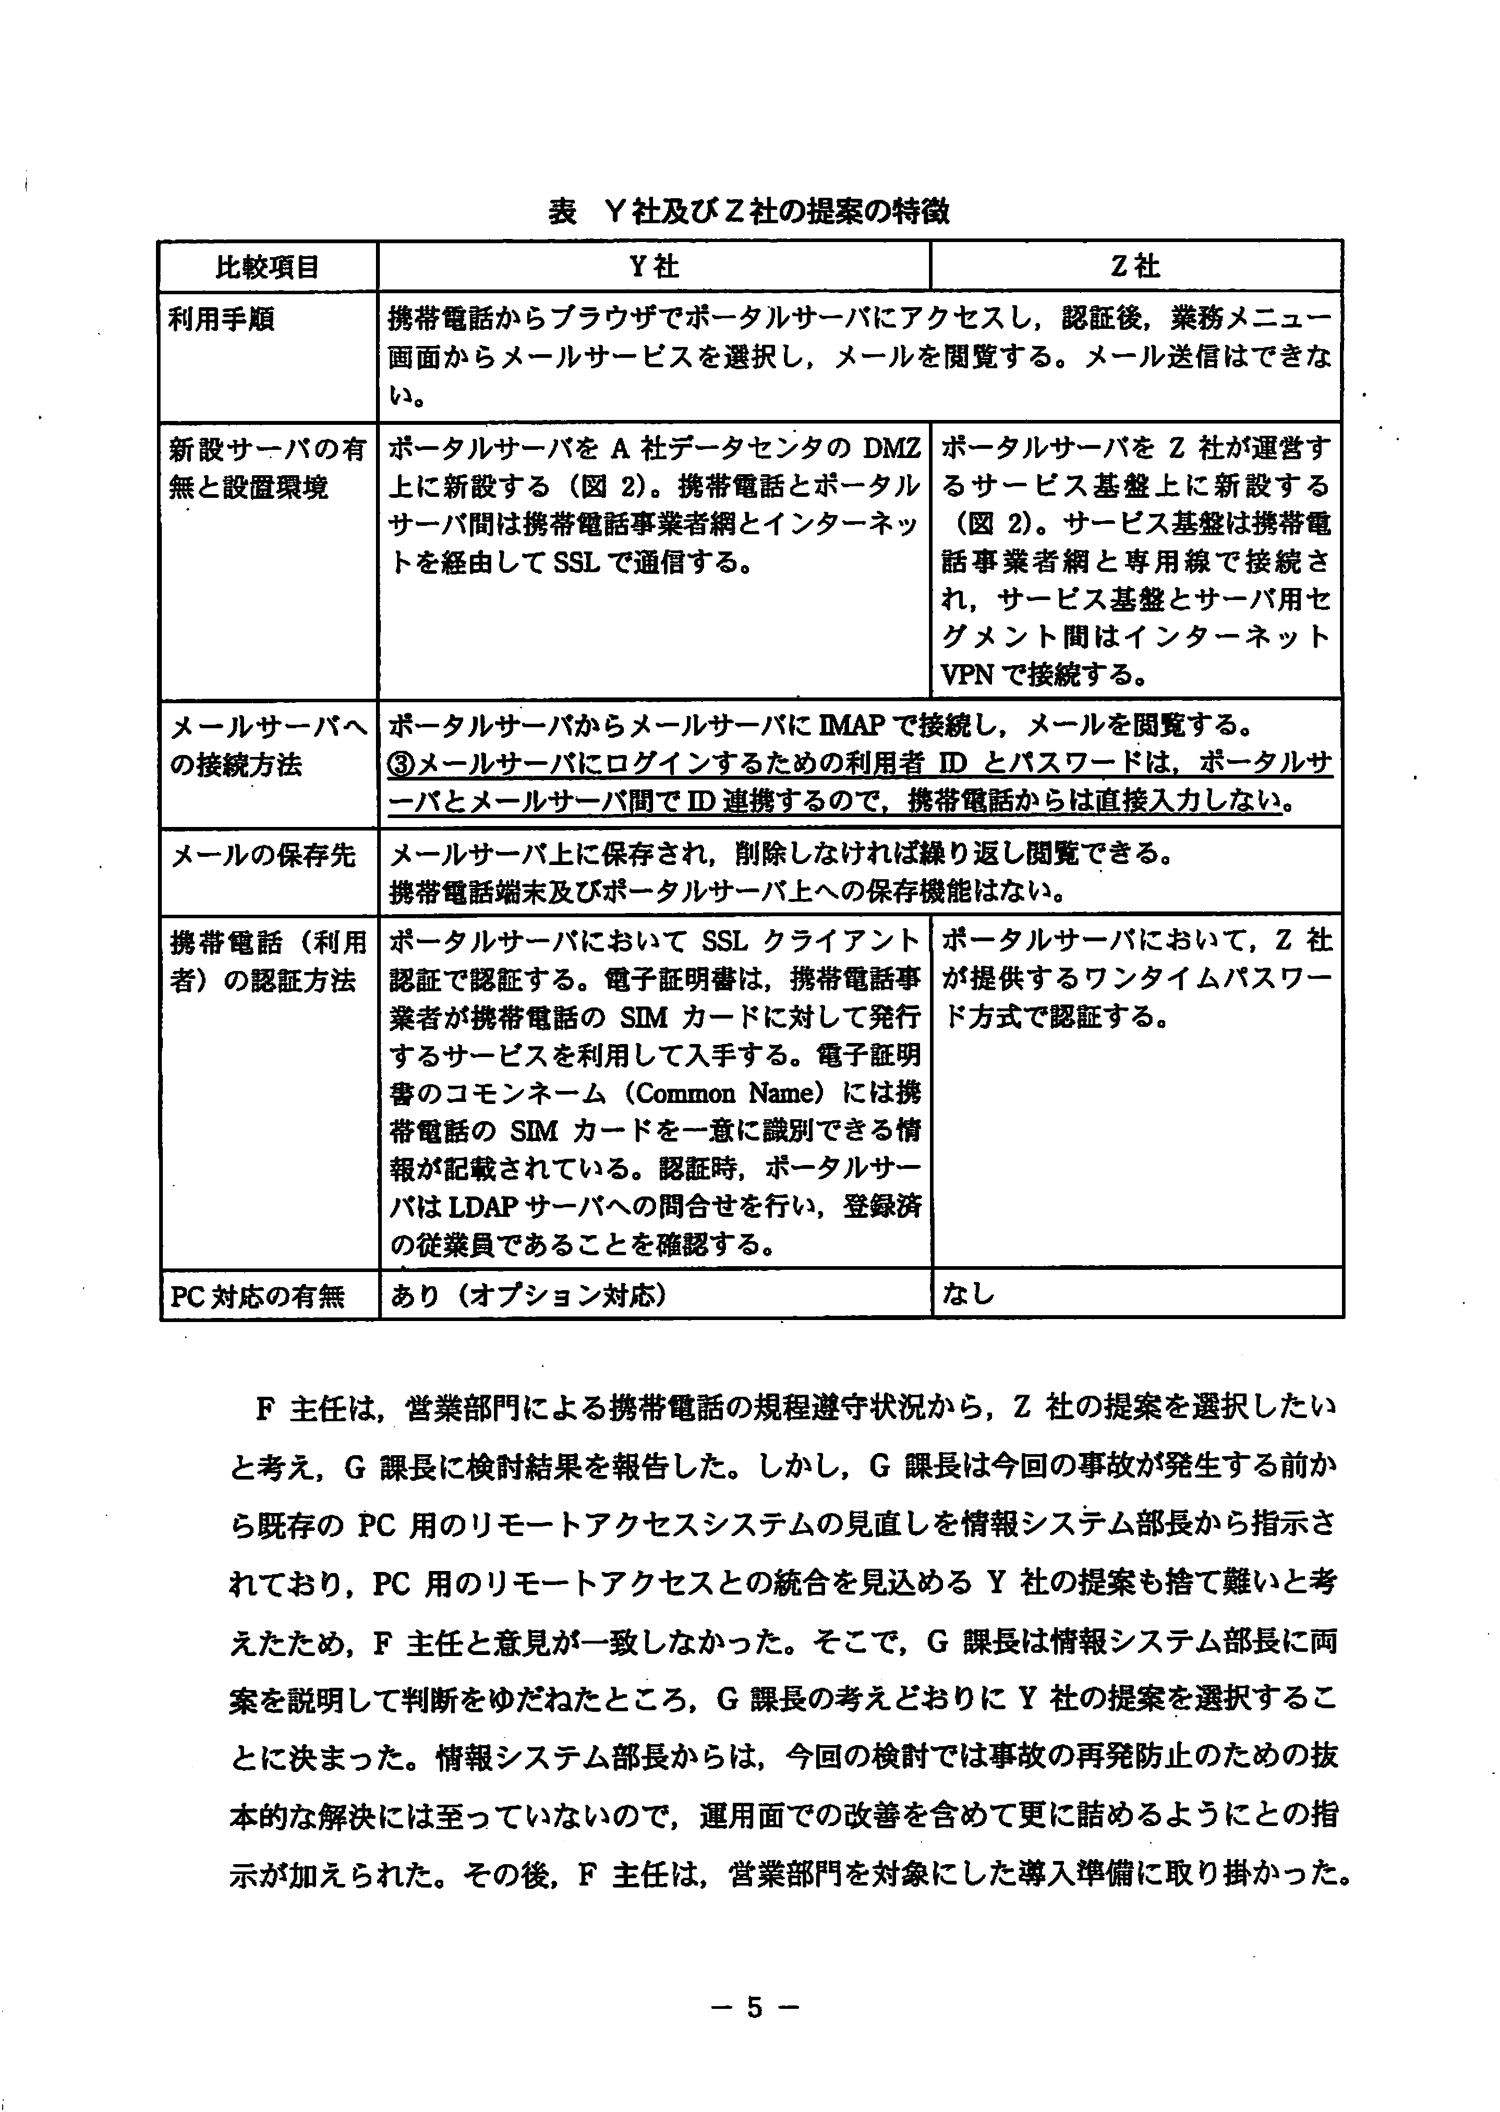 表　Y社及びZ社の提案の特徴
比較項目
Y社
Z社
利用手順
携帯電話からブラウザでポータルサーバにアクセスし，認証後，業務メニュー
画面からメールサービスを選択し，メールを閲覧する。メール送信はできな
い。
新設サーバの有
無と設置環境
ポータルサーバを A 社データセンタの DMZ
上に新設する（図 2）。携帯電話とポータル
サーバ間は携帯電話事業者網とインターネッ
トを経由して SSL で通信する。
ポータルサーバを Z 社が運営す
るサービス基盤上に新設する
（図 2）。サービス基盤は携帯電
話事業者網と専用線で接続さ
れ，サービス基盤とサーバ用セ
グメント間はインターネット
VPN で接続する。
メールサーバへ
の接続方法
ポータルサーバからメールサーバに IMAP で接続し，メールを閲覧する。
③メールサーバにログインするための利用者 ID とパスワードは，ポータルサ
ーバとメールサーバ間で ID 連携するので，携帯電話からは直接入力しない。
メールの保存先
メールサーバ上に保存され，削除しなければ繰り返し閲覧できる。
携帯電話端末及びポータルサーバ上への保存機能はない。
携帯電話（利用
者）の認証方法
ポータルサーバにおいて SSL クライアント
認証で認証する。電子証明書は，携帯電話事
業者が携帯電話の SIM カードに対して発行
するサービスを利用して入手する。電子証明
書のコモンネーム（Common Name）には携
帯電話の SIM カードを一意に識別できる情
報が記載されている。認証時，ポータルサー
バは LDAP サーバへの問合せを行い，登録済
の従業員であることを確認する。
ポータルサーバにおいて，Z 社
が提供するワンタイムパスワー
ド方式で認証する。
PC 対応の有無
あり（オプション対応）
なし
F 主任は，営業部門による携帯電話の規程遵守状況から，Z 社の提案を選択したい
と考え，G 課長に検討結果を報告した。しかし，G 課長は今回の事故が発生する前か
ら既存の PC 用のリモートアクセスシステムの見直しを情報システム部長から指示さ
れており，PC 用のリモートアクセスとの統合を見込める Y 社の提案も捨て難いと考
えたため，F 主任と意見が一致しなかった。そこで，G 課長は情報システム部長に両
案を説明して判断をゆだねたところ，G 課長の考えどおりに Y 社の提案を選択するこ
とに決まった。情報システム部長からは，今回の検討では事故の再発防止のための抜
本的な解決には至っていないので，運用面での改善を含めて更に詰めるようにとの指
示が加えられた。その後，F 主任は，営業部門を対象にした導入準備に取り掛かった。
－ 5 －